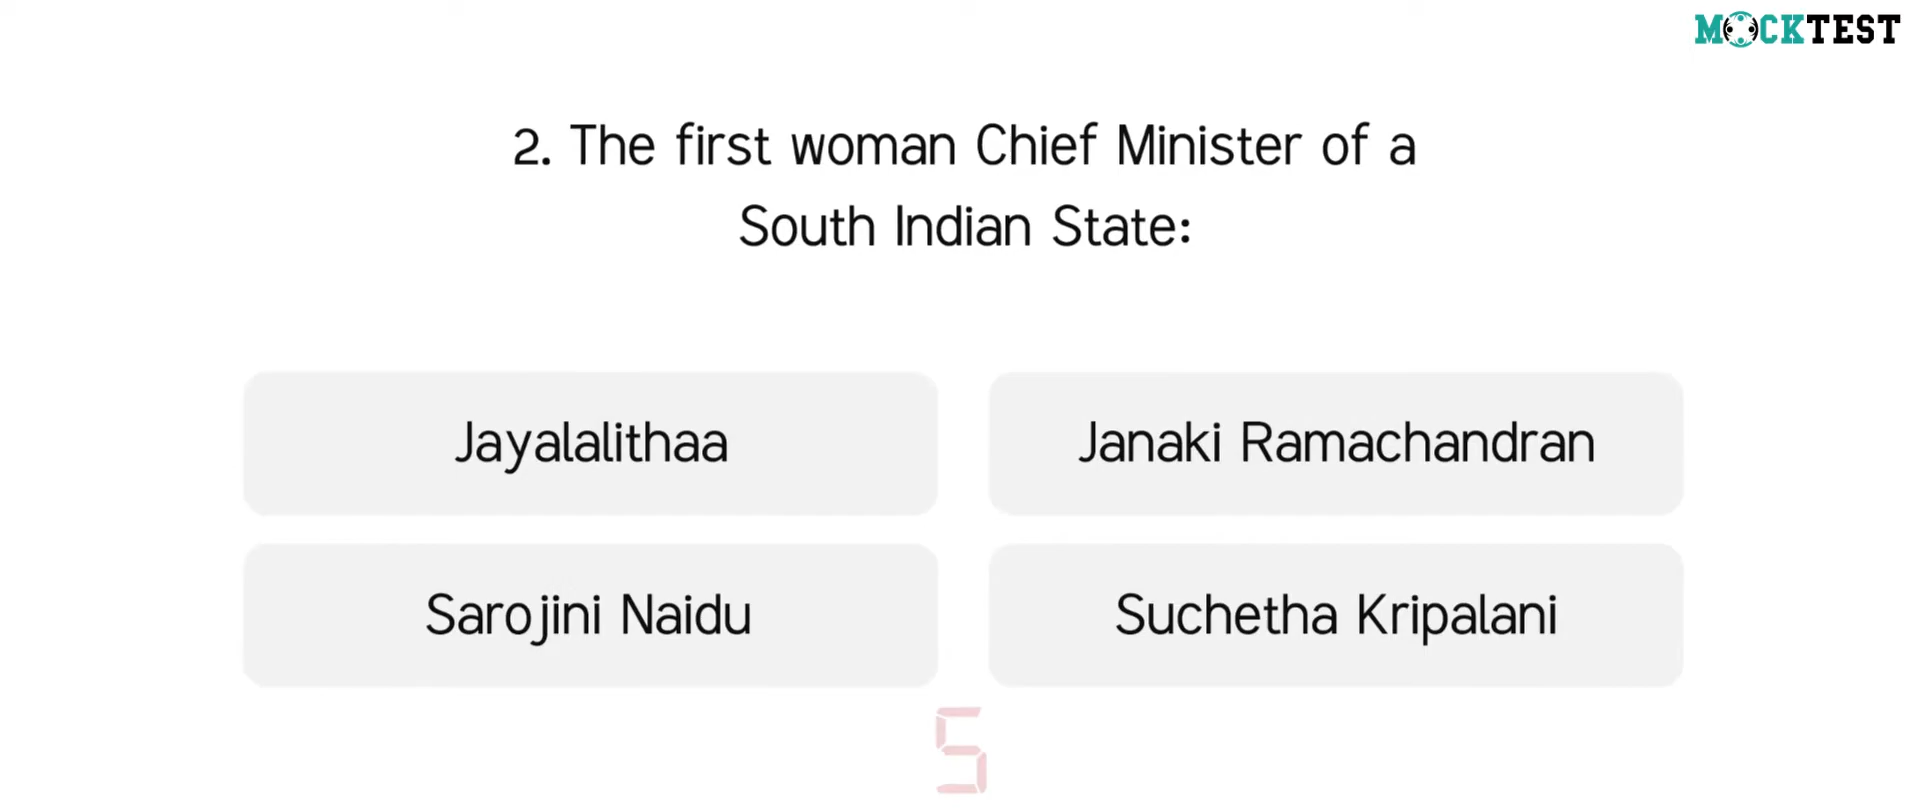 MOCKTEST
2. The first woman Chief Minister of a
South Indian State:
Jayalalithaa
Janaki Ramachandran
Sarojini Naidu
Suchetha Kripalani
5